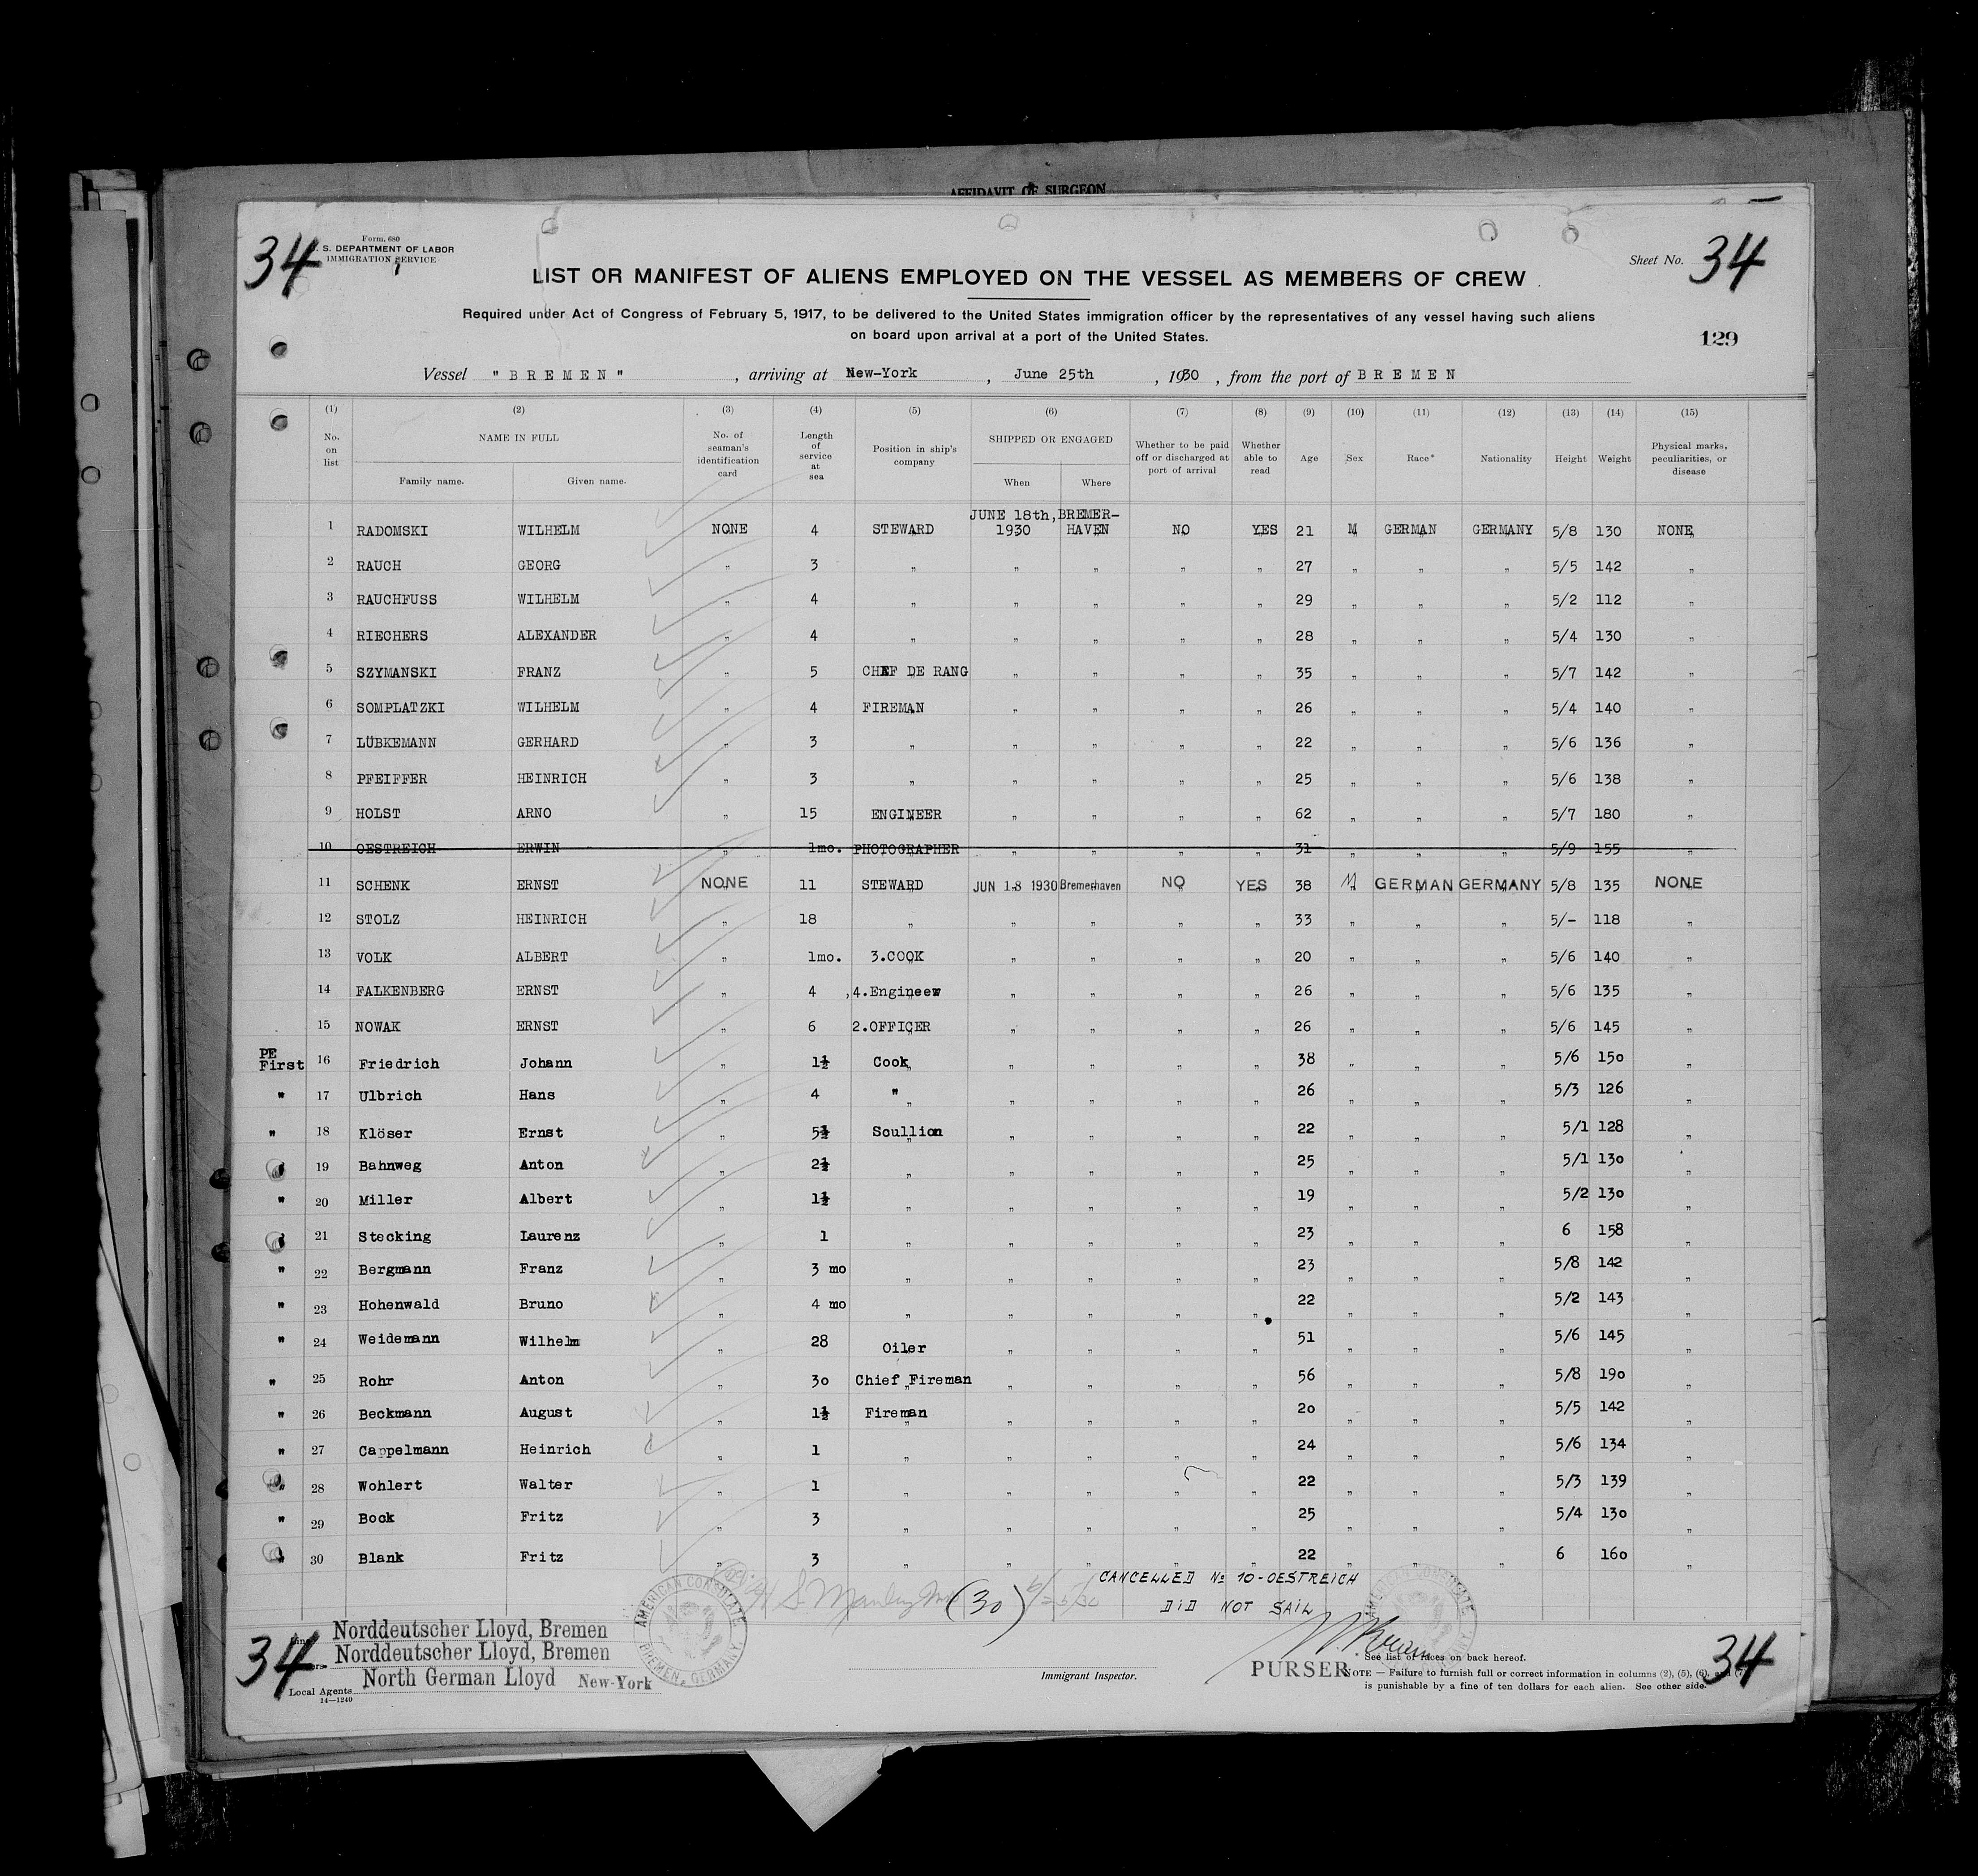 AFFIDAVIT OF SURGEON
34
Form. 680
U. S. DEPARTMENT OF LABOR
IMMIGRATION SERVICE
Sheet No. 34
LIST OR MANIFEST OF ALIENS EMPLOYED ON THE VESSEL AS MEMBERS OF CREW
Required under Act of Congress of February 5, 1917, to be delivered to the United States immigration officer by the representatives of any vessel having such aliens
on board upon arrival at a port of the United States.
129
Vessel "BREMEN", arriving at New-York, June 25th, 1930, from the port of BREMEN
(1) (2) (3) (4) (5) (6) (7) (8) (9) (10) (11) (12) (13) (14) (15)
No. on list NAME IN FULL Family name. Given name. No. of seaman's identification card Length of service at sea Position in ship's company SHIPPED OR ENGAGED When Where Whether to be paid off or discharged at port of arrival Whether able to read Age Sex Race* Nationality Height Weight Physical marks, peculiarities, or disease
1 RADOMSKI WILHELM NONE 4 STEWARD JUNE 18th, 1930 BREMER-HAVEN NO YES 21 M GERMAN GERMANY 5/8 130 NONE
2 RAUCH GEORG " 3 " " " " " 27 " " " 5/5 142 "
3 RAUCHFUSS WILHELM " 4 " " " " " 29 " " " 5/2 112 "
4 RIECHERS ALEXANDER " 4 " " " " " 28 " " " 5/4 130 "
5 SZYMANSKI FRANZ " 5 CHEF DE RANG " " " " 35 " " " 5/7 142 "
6 SOMPLATZKI WILHELM " 4 FIREMAN " " " " 26 " " " 5/4 140 "
7 LÜBKEMANN GERHARD " 3 " " " " " 22 " " " 5/6 136 "
8 PFEIFFER HEINRICH " 3 " " " " " 25 " " " 5/6 138 "
9 HOLST ARNO " 15 ENGINEER " " " " 62 " " " 5/7 180 "
10 OESTREICH ERWIN " 1mo. PHOTOGRAPHER " " " " 31 " " " 5/9 155 "
11 SCHENK ERNST NONE 11 STEWARD JUN 18 1930 Bremerhaven NO YES 38 M GERMAN GERMANY 5/8 135 NONE
12 STOLZ HEINRICH " 18 " " " " " 33 " " " 5/- 118 "
13 VOLK ALBERT " 1mo. 3.COOK " " " " 20 " " " 5/6 140 "
14 FALKENBERG ERNST " 4 4.Engineer " " " " 26 " " " 5/6 135 "
15 NOWAK ERNST " 6 2.OFFICER " " " " 26 " " " 5/6 145 "
PE First 16 Friedrich Johann " 1½ Cook " " " " 38 " " " 5/6 150 "
" 17 Ulbrich Hans " 4 " " " " " 26 " " " 5/3 126 "
" 18 Klöser Ernst " 5½ Scullion " " " " 22 " " " 5/1 128 "
" 19 Bahnweg Anton " 2½ " " " " " 25 " " " 5/1 130 "
" 20 Miller Albert " 1½ " " " " " 19 " " " 5/2 130 "
" 21 Stecking Laurenz " 1 " " " " " 23 " " " 6 158 "
" 22 Bergmann Franz " 3 mo " " " " " 23 " " " 5/8 142 "
" 23 Hohenwald Bruno " 4 mo " " " " " 22 " " " 5/2 143 "
" 24 Weidemann Wilhelm " 28 Oiler " " " " 51 " " " 5/6 145 "
" 25 Rohr Anton " 30 Chief Fireman " " " " 56 " " " 5/8 190 "
" 26 Beckmann August " 1½ Fireman " " " " 20 " " " 5/5 142 "
" 27 Cappelmann Heinrich " 1 " " " " " 24 " " " 5/6 134 "
" 28 Wohlert Walter " 1 " " " " " 22 " " " 5/3 139 "
" 29 Bock Fritz " 3 " " " " " 25 " " " 5/4 130 "
" 30 Blank Fritz " 3 " " " " " 22 " " " 6 160 "
(30) 6/25/30
CANCELLED No 10-OESTREICH
DID NOT SAIL
AMERICAN CONSULATE BREMEN, GERMANY.
AMERICAN CONSULATE
34
Norddeutscher Lloyd, Bremen
Norddeutscher Lloyd, Bremen
Local Agents North German Lloyd New-York
14—1240
Immigrant Inspector.
PURSER
* See list of races on back hereof.
NOTE — Failure to furnish full or correct information in columns (2), (5), (6), and (7)
is punishable by a fine of ten dollars for each alien. See other side.
34